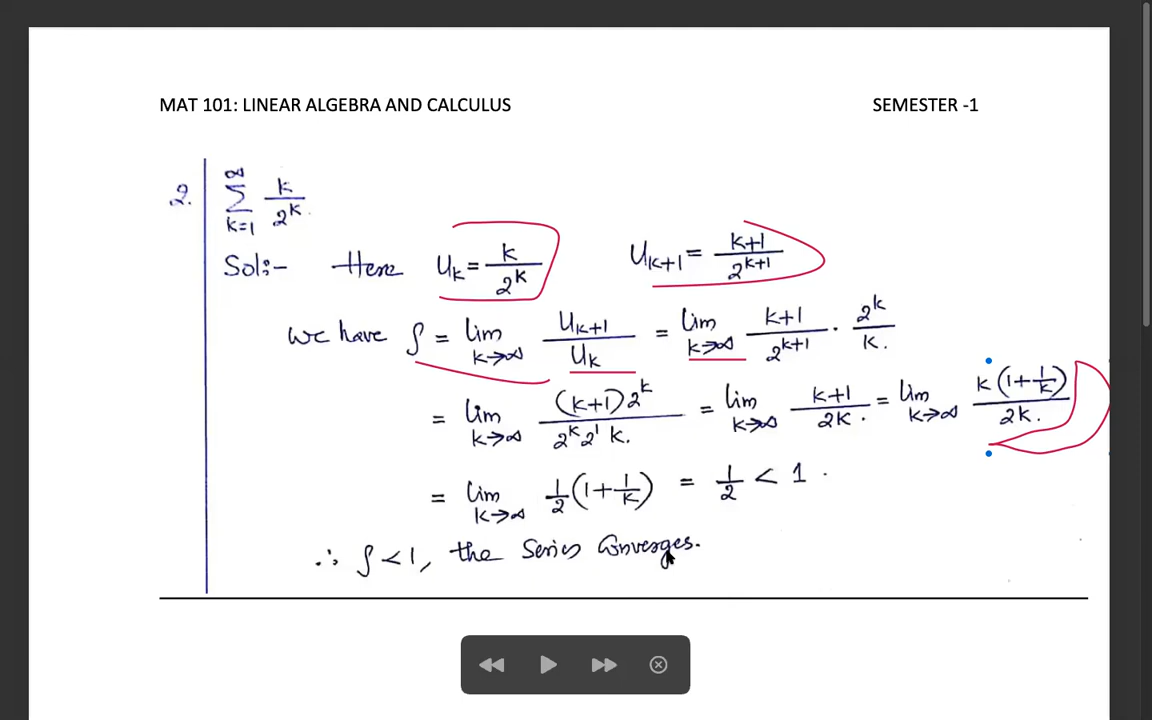 MAT 101: LINEAR ALGEBRA AND CALCULUS SEMESTER -1
2. ∑_{k=1}^{∞} k/2^k.
Sol:- Here U_k = k/2^k U_{k+1} = k+1/2^{k+1}
We have ρ = lim_{k→∞} U_{k+1}/U_k = lim_{k→∞} k+1/2^{k+1} · 2^k/k.
= lim_{k→∞} (k+1)2^k/2^k 2^1 k. = lim_{k→∞} k+1/2k. = lim_{k→∞} k(1+1/k)/2k.
= lim_{k→∞} 1/2(1+1/k) = 1/2 < 1.
∴ ρ<1, the Series Converges.